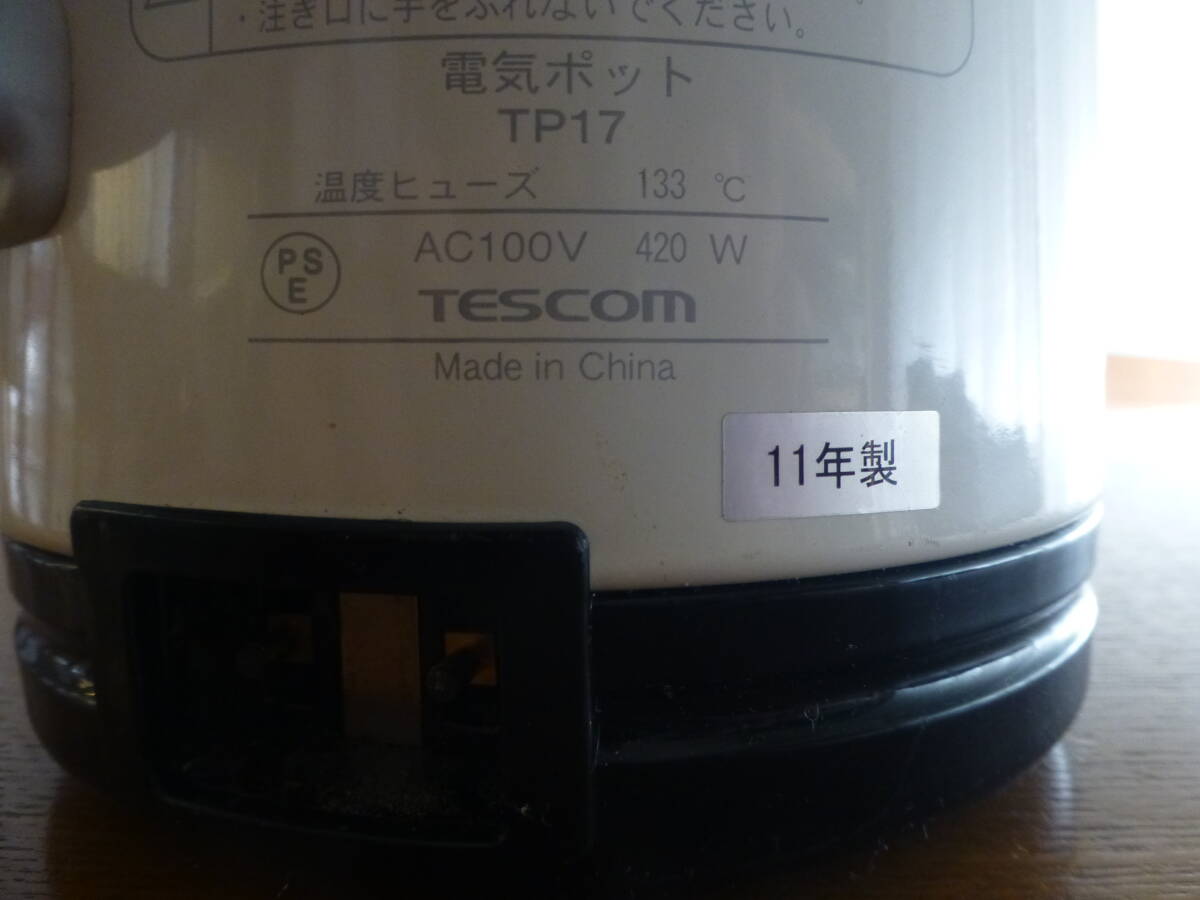 ・注ぎ口に手をふれないでください。
電気ポット
TP17
温度ヒューズ 133 ℃
PSE AC100V 420 W
TESCOM
Made in China
11年製